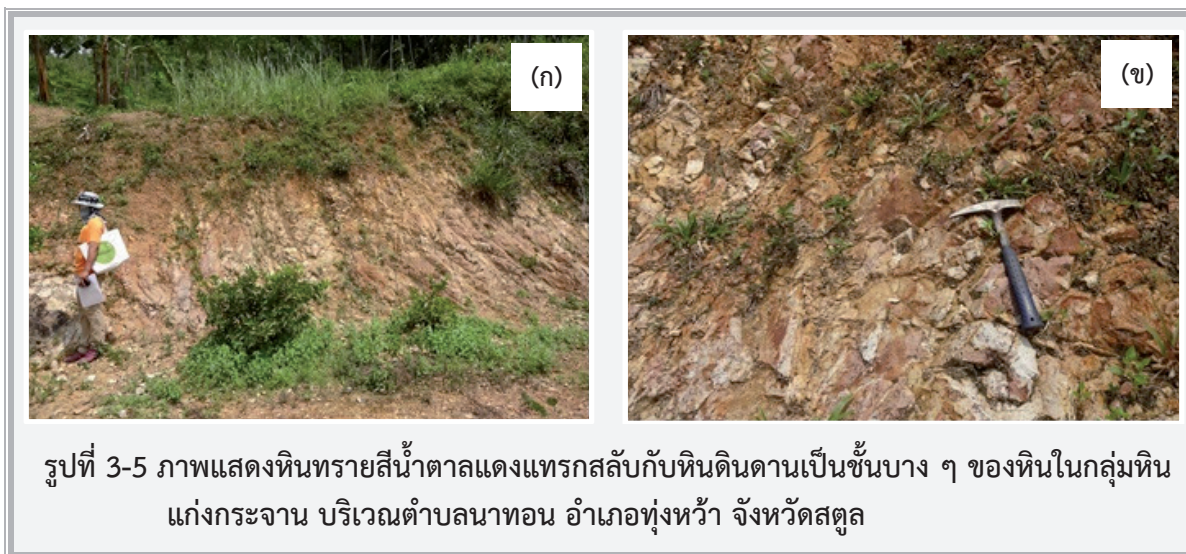 (ก)
(ข)
รูปที่ 3-5 ภาพแสดงหินทรายสีน้ำตาลแดงแทรกสลับกับหินดินดานเป็นชั้นบาง ๆ ของหินในกลุ่มหิน
แก่งกระจาน บริเวณตำบลนาทอน อำเภอทุ่งหว้า จังหวัดสตูล